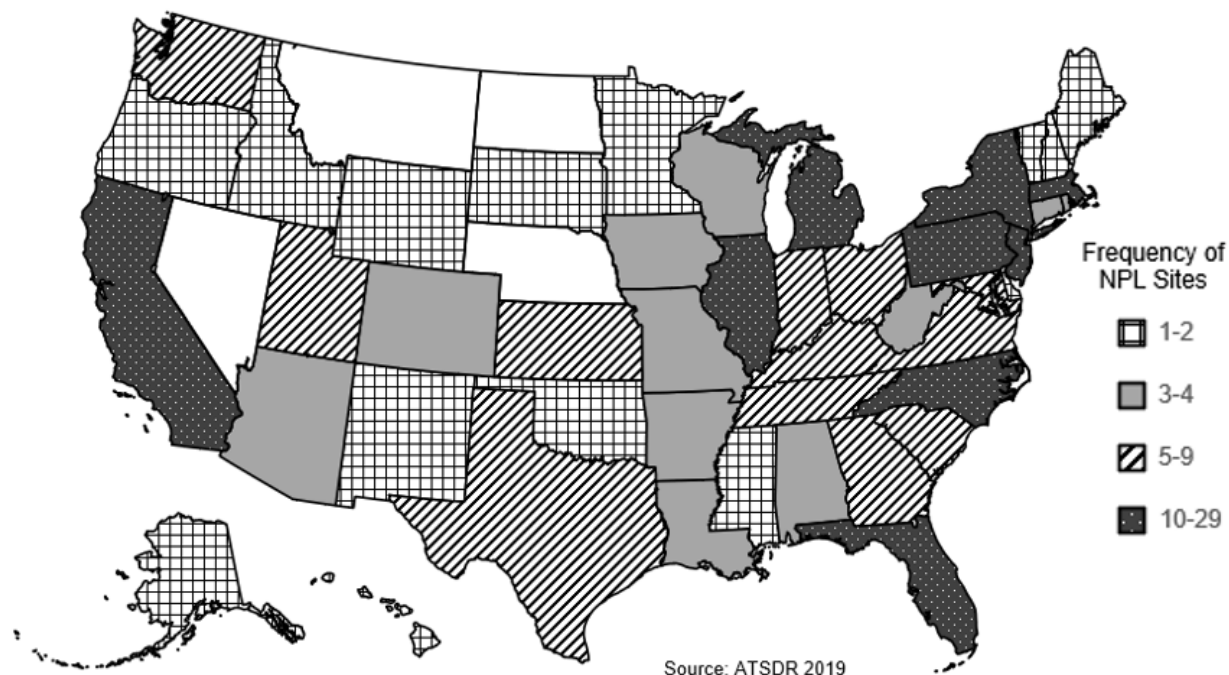 Frequency of
NPL Sites
1-2
3-4
5-9
10-29
Source: ATSDR 2019